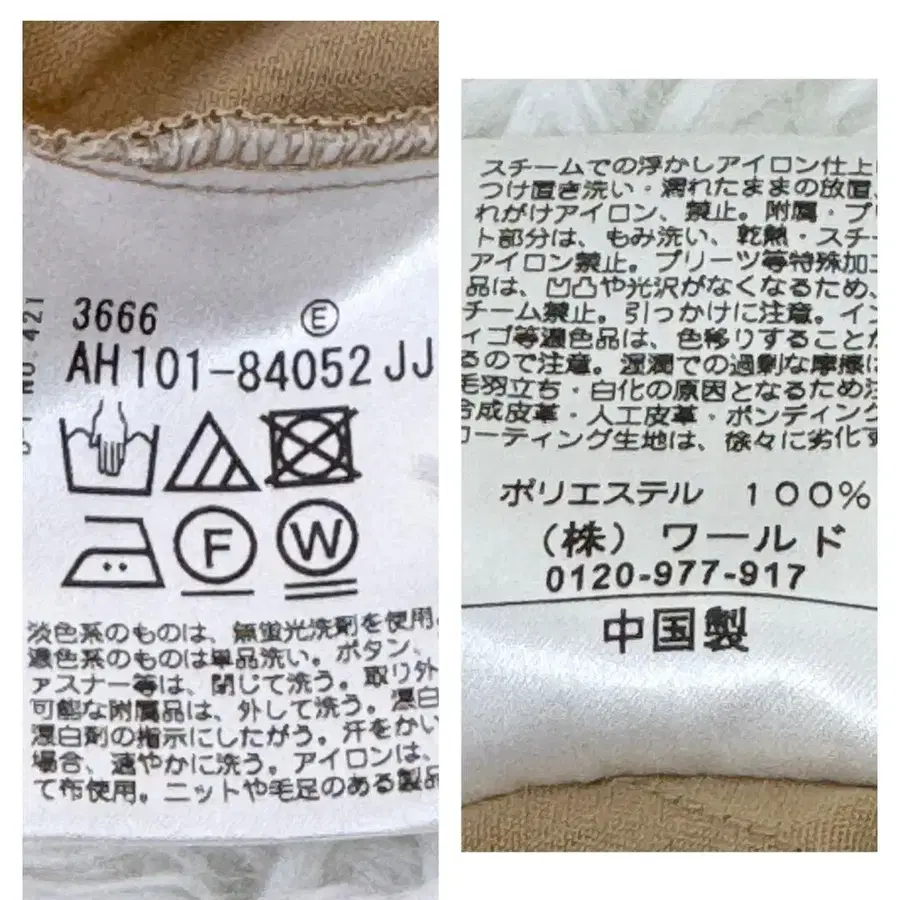 3666 Ⓔ
AH 101-84052 JJ
F W
淡色系のものは、無蛍光洗剤を使用。
濃色系のものは単品洗い。ボタン、
ァスナー等は、閉じて洗う。取り外
可能な附属品は、外して洗う。漂白
漂白剤の指示にしたがう。汗をかい
場合、速やかに洗う。アイロンは、
て布使用。ニットや毛足のある製品
スチームでの浮かしアイロン仕上
つけ置き洗い・濡れたままの放置、
れがけアイロン、禁止。附属・プ
ト部分は、もみ洗い、乾熱・スチー
アイロン禁止。プリーツ等特殊加工
品は、凹凸や光沢がなくなるため、
チーム禁止。引っかけに注意。イン
ィゴ等濃色品は、色移りすることが
るので注意。湿潤での過剰な摩擦は
毛羽立ち・白化の原因となるため注
合成皮革・人工皮革・ボンディング
コーティング生地は、徐々に劣化す
ポリエステル 100%
(株) ワールド
0120-977-917
中国製